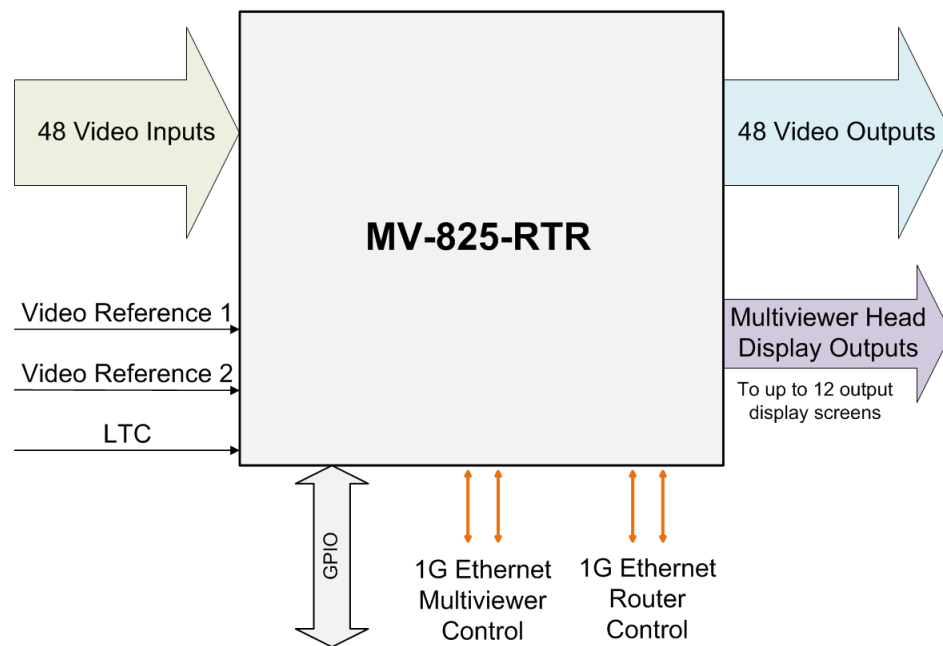 48 Video Inputs
MV-825-RTR
48 Video Outputs
Video Reference 1
Video Reference 2
LTC
Multiviewer Head
Display Outputs
To up to 12 output
display screens
GPIO
1G Ethernet
Multiviewer
Control
1G Ethernet
Router
Control